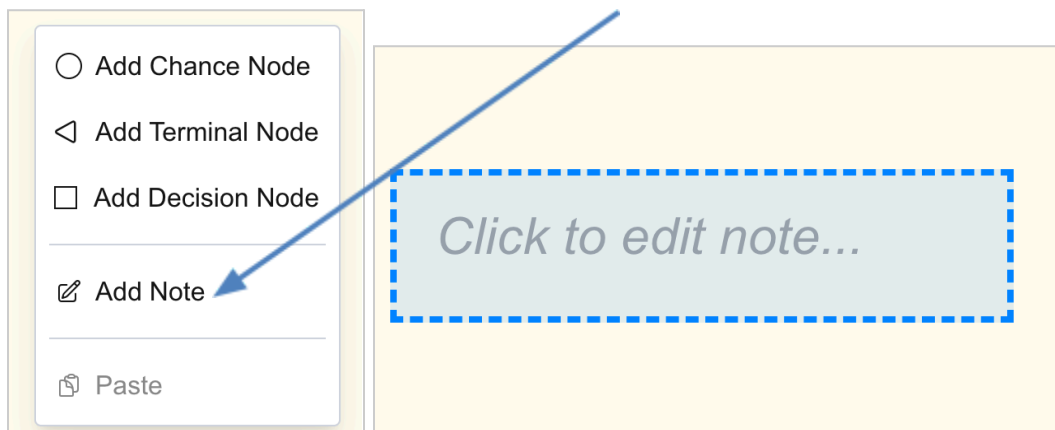 Add Chance Node
Add Terminal Node
Add Decision Node
Add Note
Paste
Click to edit note...